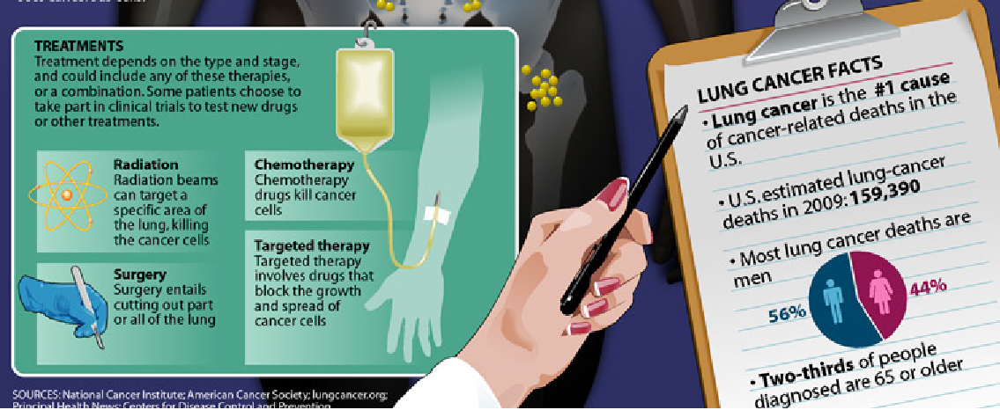 TREATMENTS
Treatment depends on the type and stage,
and could include any of these therapies,
or a combination. Some patients choose to
take part in clinical trials to test new drugs
or other treatments.
Radiation
Radiation beams
can target a
specific area of
the lung, killing
the cancer cells
Surgery
Surgery entails
cutting out part
or all of the lung
Chemotherapy
Chemotherapy
drugs kill cancer
cells
Targeted therapy
Targeted therapy
involves drugs that
block the growth
and spread of
cancer cells
LUNG CANCER FACTS
• Lung cancer is the #1 cause
of cancer-related deaths in the
U.S.
• U.S. estimated lung-cancer
deaths in 2009: 159,390
• Most lung cancer deaths are
men
56%
44%
• Two-thirds of people
diagnosed are 65 or older
SOURCES: National Cancer Institute; American Cancer Society; lungcancer.org;
Principal Health News; Centers for Disease Control and Prevention